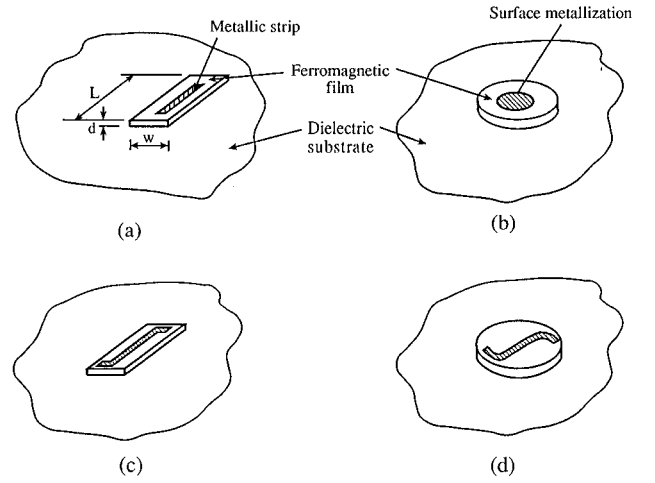 Surface metallization
Metallic strip
Ferromagnetic
film
L
d
w
Dielectric
substrate
(a)
(b)
(c)
(d)